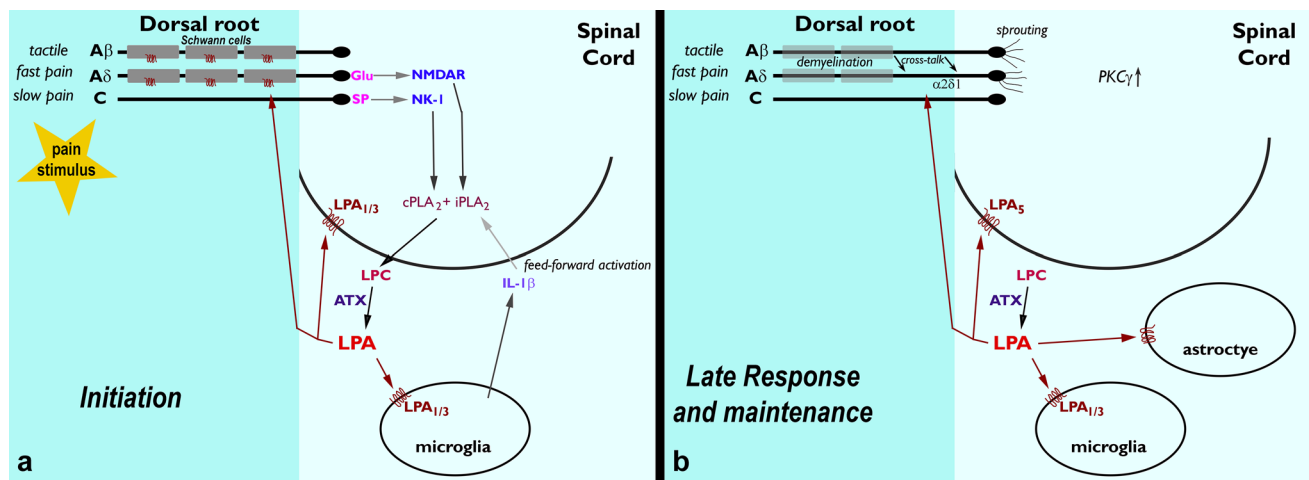 Dorsal root
Spinal
Cord
Schwann cells
tactile Aβ
fast pain Aδ
slow pain C
Glu
NMDAR
SP
NK-1
pain
stimulus
LPA1/3
cPLA2 + iPLA2
LPC
feed-forward activation
IL-1β
ATX
LPA
LPA1/3
microglia
Initiation
a
Dorsal root
Spinal
Cord
sprouting
tactile Aβ
fast pain Aδ
slow pain C
demyelination
cross-talk
α2δ1
PKCγ↑
LPA5
LPC
ATX
LPA
astroctye
LPA1/3
microglia
Late Response
and maintenance
b